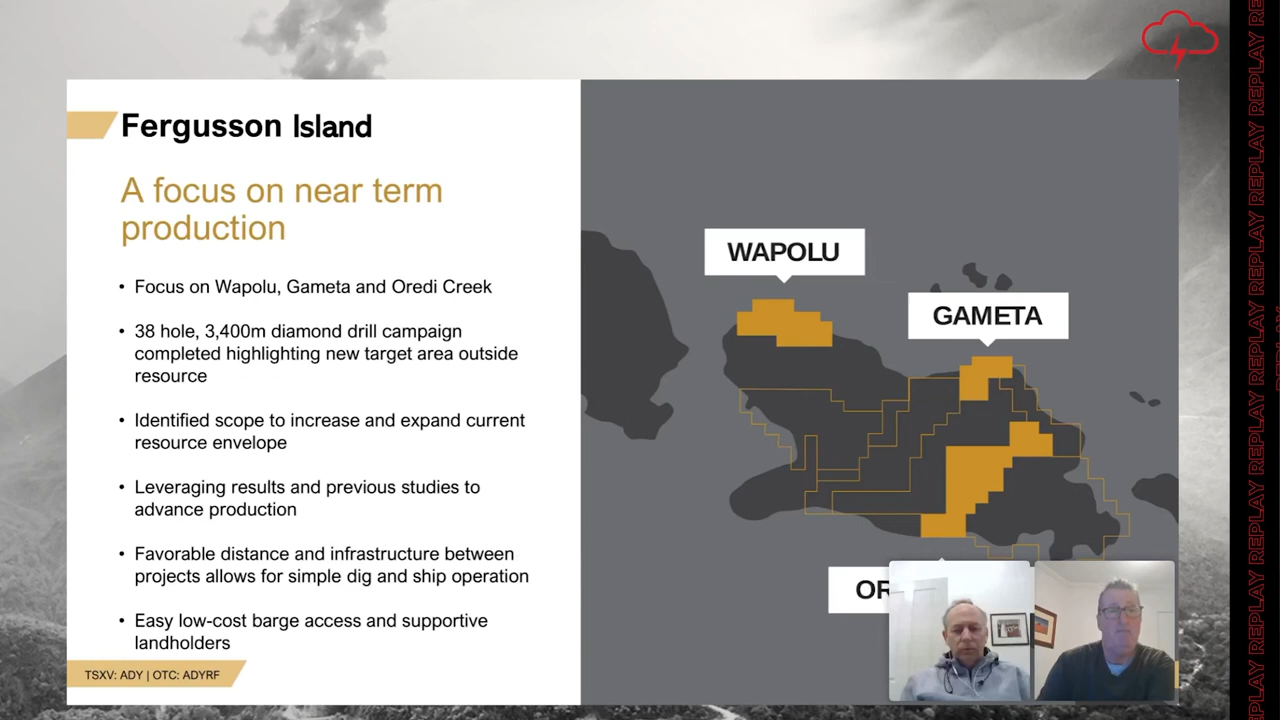 Fergusson Island
A focus on near term
production
• Focus on Wapolu, Gameta and Oredi Creek
• 38 hole, 3,400m diamond drill campaign
completed highlighting new target area outside
resource
• Identified scope to increase and expand current
resource envelope
• Leveraging results and previous studies to
advance production
• Favorable distance and infrastructure between
projects allows for simple dig and ship operation
• Easy low-cost barge access and supportive
landholders
TSXV: ADY | OTC: ADYRF
WAPOLU
GAMETA
OR
REPLAY REPLAY REPLAY REPLAY REPLAY REPLAY REPLAY REPLAY